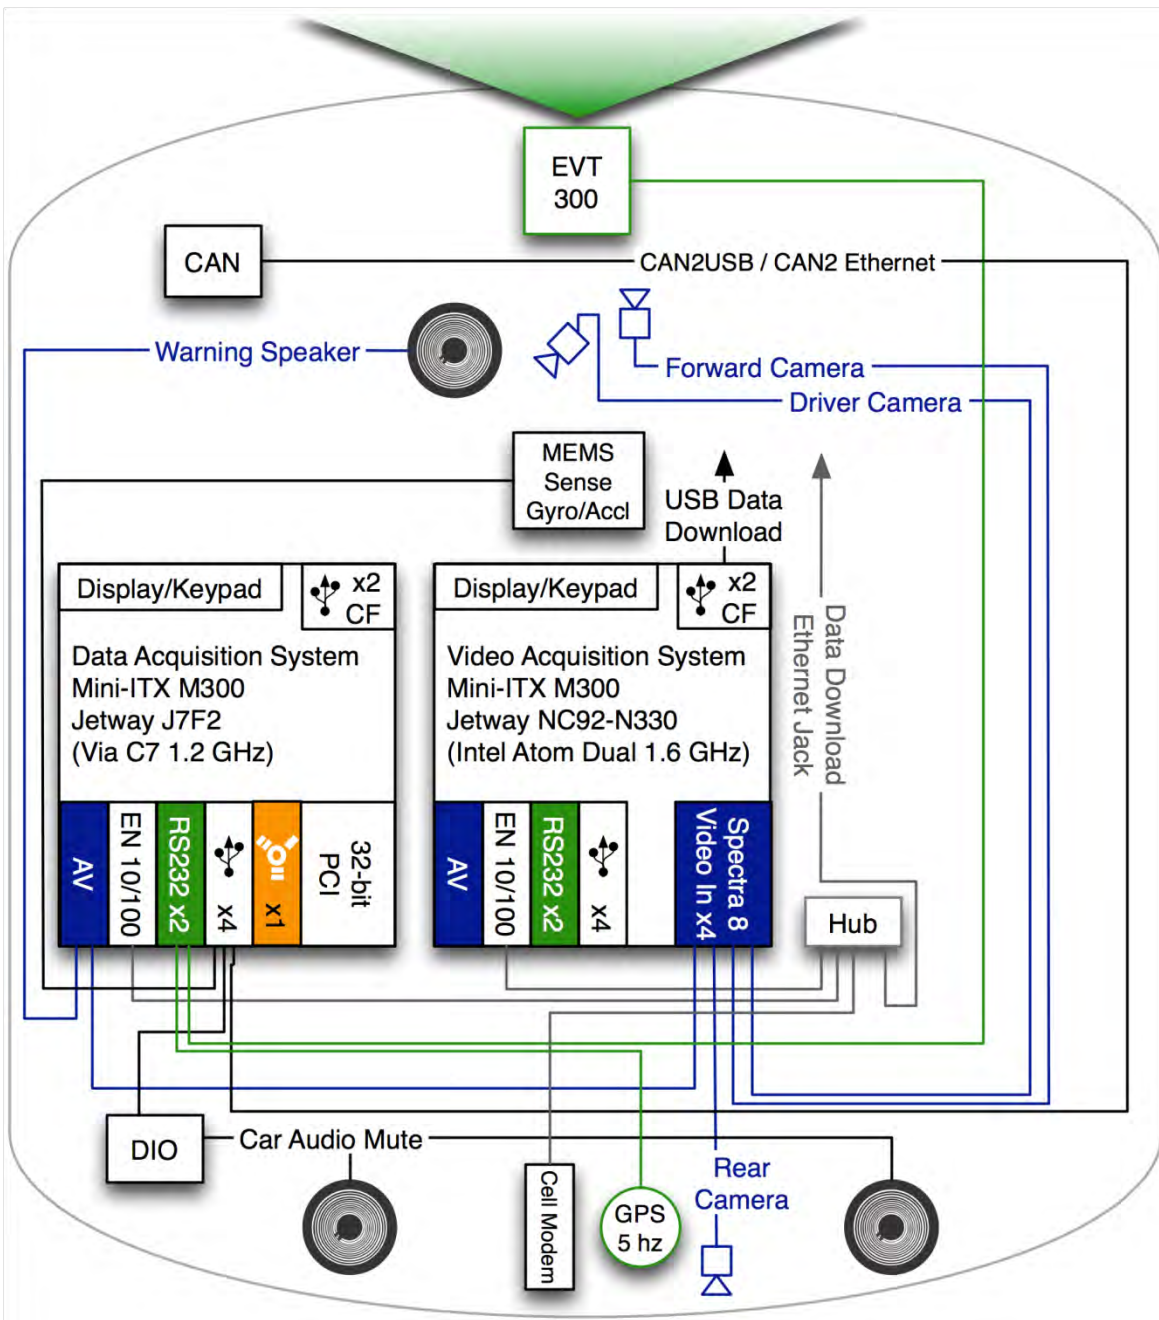 EVT
300
CAN
CAN2USB / CAN2 Ethernet
Warning Speaker
Forward Camera
Driver Camera
MEMS
Sense
Gyro/Accl
USB Data
Download
Display/Keypad
x2
CF
Data Acquisition System
Mini-ITX M300
Jetway J7F2
(Via C7 1.2 GHz)
AV
EN 10/100
RS232 x2
x4
x1
32-bit
PCI
Display/Keypad
x2
CF
Video Acquisition System
Mini-ITX M300
Jetway NC92-N330
(Intel Atom Dual 1.6 GHz)
AV
EN 10/100
RS232 x2
x4
Spectra 8
Video In x4
Data Download
Ethernet Jack
Hub
DIO
Car Audio Mute
Cell Modem
GPS
5 hz
Rear
Camera